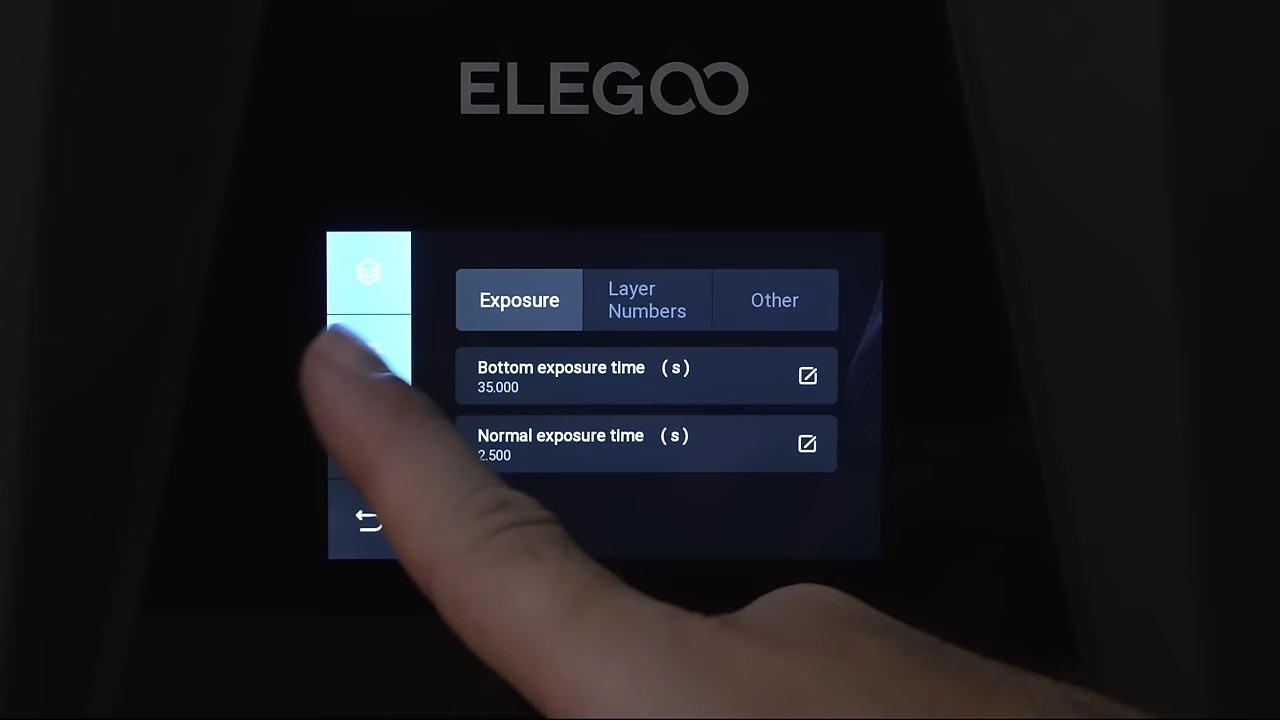 ELEGOO
Exposure
Layer
Numbers
Other
Bottom exposure time (s)
35.000
Normal exposure time (s)
2.500